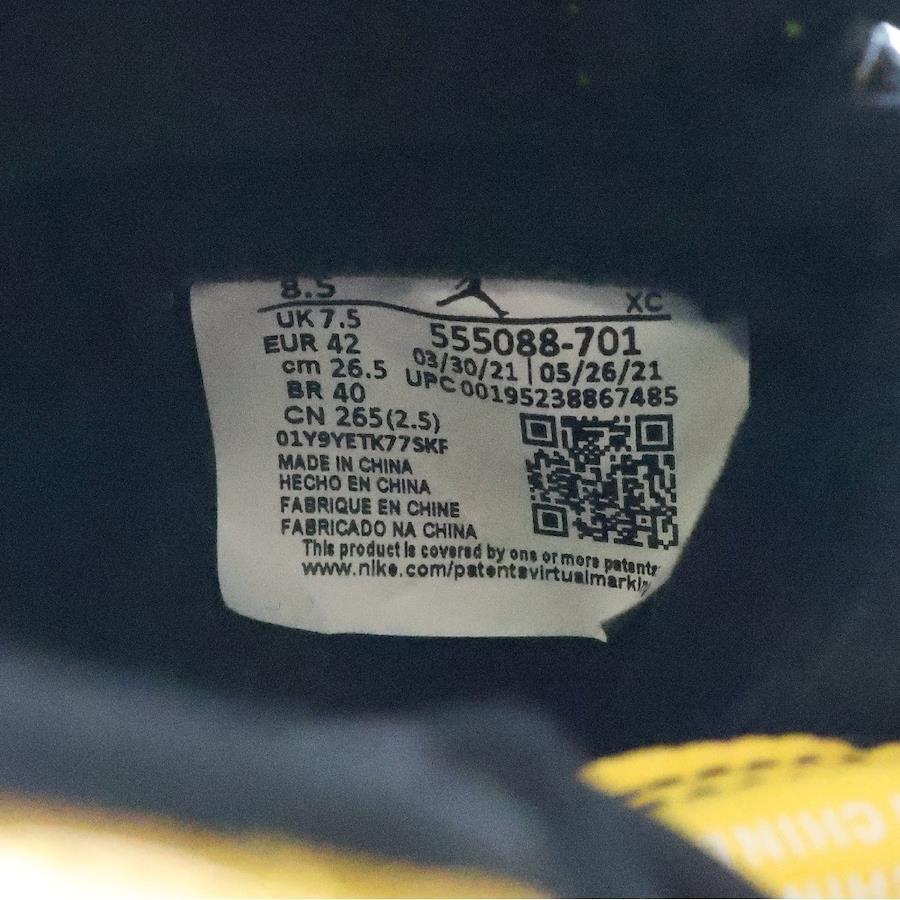 8.5
XC
UK 7.5
EUR 42
cm 26.5
BR 40
CN 265(2.5)
555088-701
03/30/21 | 05/26/21
UPC 00195238867485
01Y9YETK77SKF
MADE IN CHINA
HECHO EN CHINA
FABRIQUE EN CHINE
FABRICADO NA CHINA
This product is covered by one or more patents
www.nike.com/patentsvirtualmarkin
CHINO